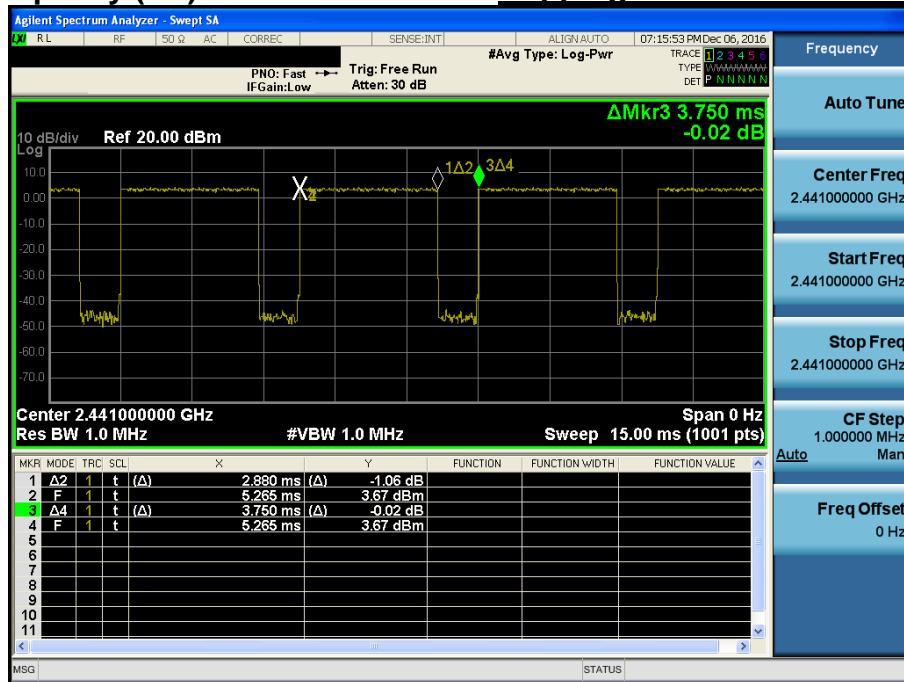 Agilent Spectrum Analyzer - Swept SA
LXI RL RF 50 Ω AC CORREC SENSE:INT ALIGN AUTO 07:15:53 PM Dec 06, 2016
#Avg Type: Log-Pwr TRACE 1 2 3 4 5 6
PNO: Fast Trig: Free Run TYPE WWWWWW
IFGain:Low Atten: 30 dB DET P N N N N N
ΔMkr3 3.750 ms
-0.02 dB
10 dB/div Ref 20.00 dBm
Log
10.0
0.00
-10.0
-20.0
-30.0
-40.0
-50.0
-60.0
-70.0
1Δ2 3Δ4
X
Center 2.441000000 GHz Span 0 Hz
Res BW 1.0 MHz #VBW 1.0 MHz Sweep 15.00 ms (1001 pts)
MKR MODE TRC SCL X Y FUNCTION FUNCTION WIDTH FUNCTION VALUE
1 Δ2 1 t (Δ) 2.880 ms (Δ) -1.06 dB
2 F 1 t 5.265 ms 3.67 dBm
3 Δ4 1 t (Δ) 3.750 ms (Δ) -0.02 dB
4 F 1 t 5.265 ms 3.67 dBm
5
6
7
8
9
10
11
MSG STATUS
Frequency
Auto Tune
Center Freq
2.441000000 GHz
Start Freq
2.441000000 GHz
Stop Freq
2.441000000 GHz
CF Step
1.000000 MHz
Auto Man
Freq Offset
0 Hz